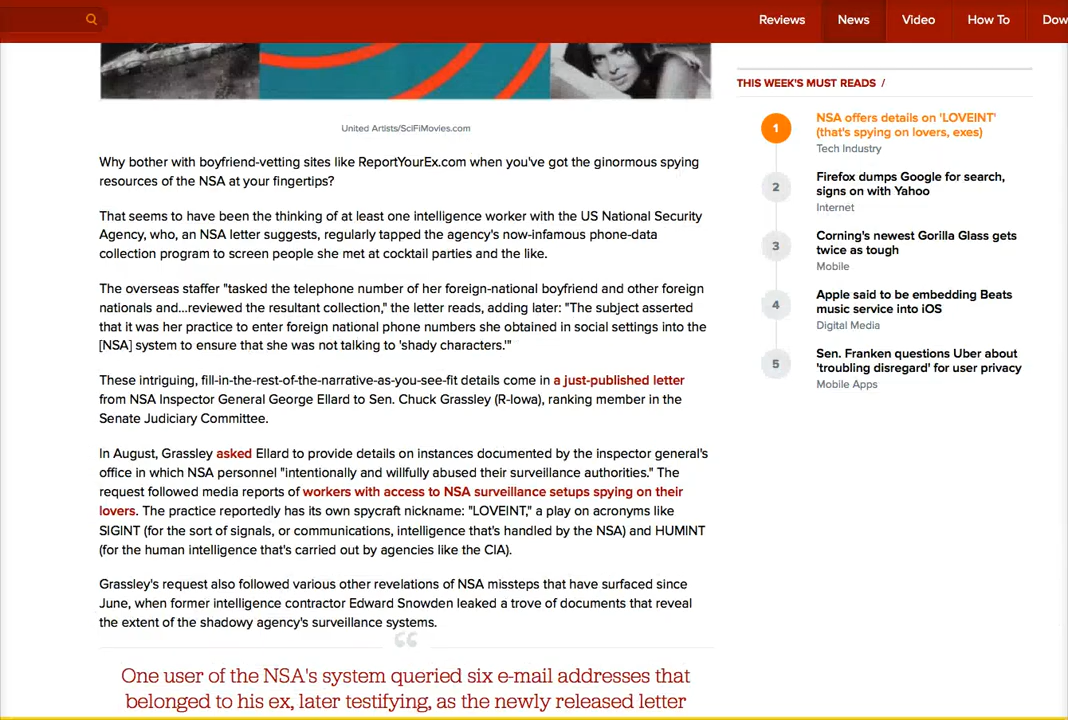 Reviews
News
Video
How To
Dow
United Artists/SciFiMovies.com
Why bother with boyfriend-vetting sites like ReportYourEx.com when you've got the ginormous spying
resources of the NSA at your fingertips?
That seems to have been the thinking of at least one intelligence worker with the US National Security
Agency, who, an NSA letter suggests, regularly tapped the agency's now-infamous phone-data
collection program to screen people she met at cocktail parties and the like.
The overseas staffer "tasked the telephone number of her foreign-national boyfriend and other foreign
nationals and...reviewed the resultant collection," the letter reads, adding later: "The subject asserted
that it was her practice to enter foreign national phone numbers she obtained in social settings into the
[NSA] system to ensure that she was not talking to 'shady characters.'"
These intriguing, fill-in-the-rest-of-the-narrative-as-you-see-fit details come in a just-published letter
from NSA Inspector General George Ellard to Sen. Chuck Grassley (R-Iowa), ranking member in the
Senate Judiciary Committee.
In August, Grassley asked Ellard to provide details on instances documented by the inspector general's
office in which NSA personnel "intentionally and willfully abused their surveillance authorities." The
request followed media reports of workers with access to NSA surveillance setups spying on their
lovers. The practice reportedly has its own spycraft nickname: "LOVEINT," a play on acronyms like
SIGINT (for the sort of signals, or communications, intelligence that's handled by the NSA) and HUMINT
(for the human intelligence that's carried out by agencies like the CIA).
Grassley's request also followed various other revelations of NSA missteps that have surfaced since
June, when former intelligence contractor Edward Snowden leaked a trove of documents that reveal
the extent of the shadowy agency's surveillance systems.
“
One user of the NSA's system queried six e-mail addresses that
belonged to his ex, later testifying, as the newly released letter
THIS WEEK'S MUST READS /
1
NSA offers details on 'LOVEINT'
(that's spying on lovers, exes)
Tech Industry
2
Firefox dumps Google for search,
signs on with Yahoo
Internet
3
Corning's newest Gorilla Glass gets
twice as tough
Mobile
4
Apple said to be embedding Beats
music service into iOS
Digital Media
5
Sen. Franken questions Uber about
'troubling disregard' for user privacy
Mobile Apps